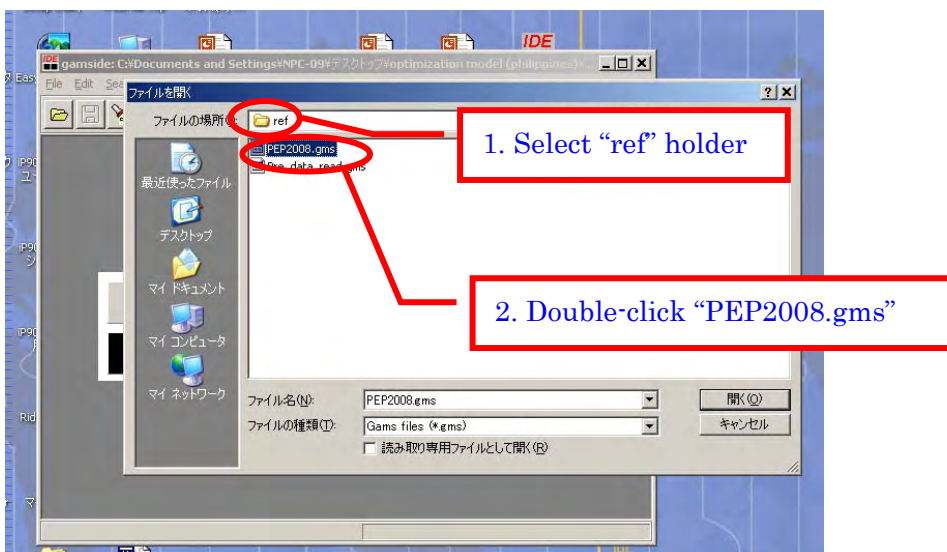 IDE
gamside: C:¥Documents and Settings¥NPC-09¥デスクトップ¥optimization model (philippines)¥
File Edit Sea
ファイルを開く
ファイルの場所(I):
ref
1. Select “ref” holder
PEP2008.gms
Pre_data_read.gms
最近使ったファイル
デスクトップ
マイ ドキュメント
2. Double-click “PEP2008.gms”
マイ コンピュータ
マイ ネットワーク
ファイル名(N):
PEP2008.gms
開く(O)
ファイルの種類(T):
Gams files (*.gms)
キャンセル
読み取り専用ファイルとして開く(R)
Rid